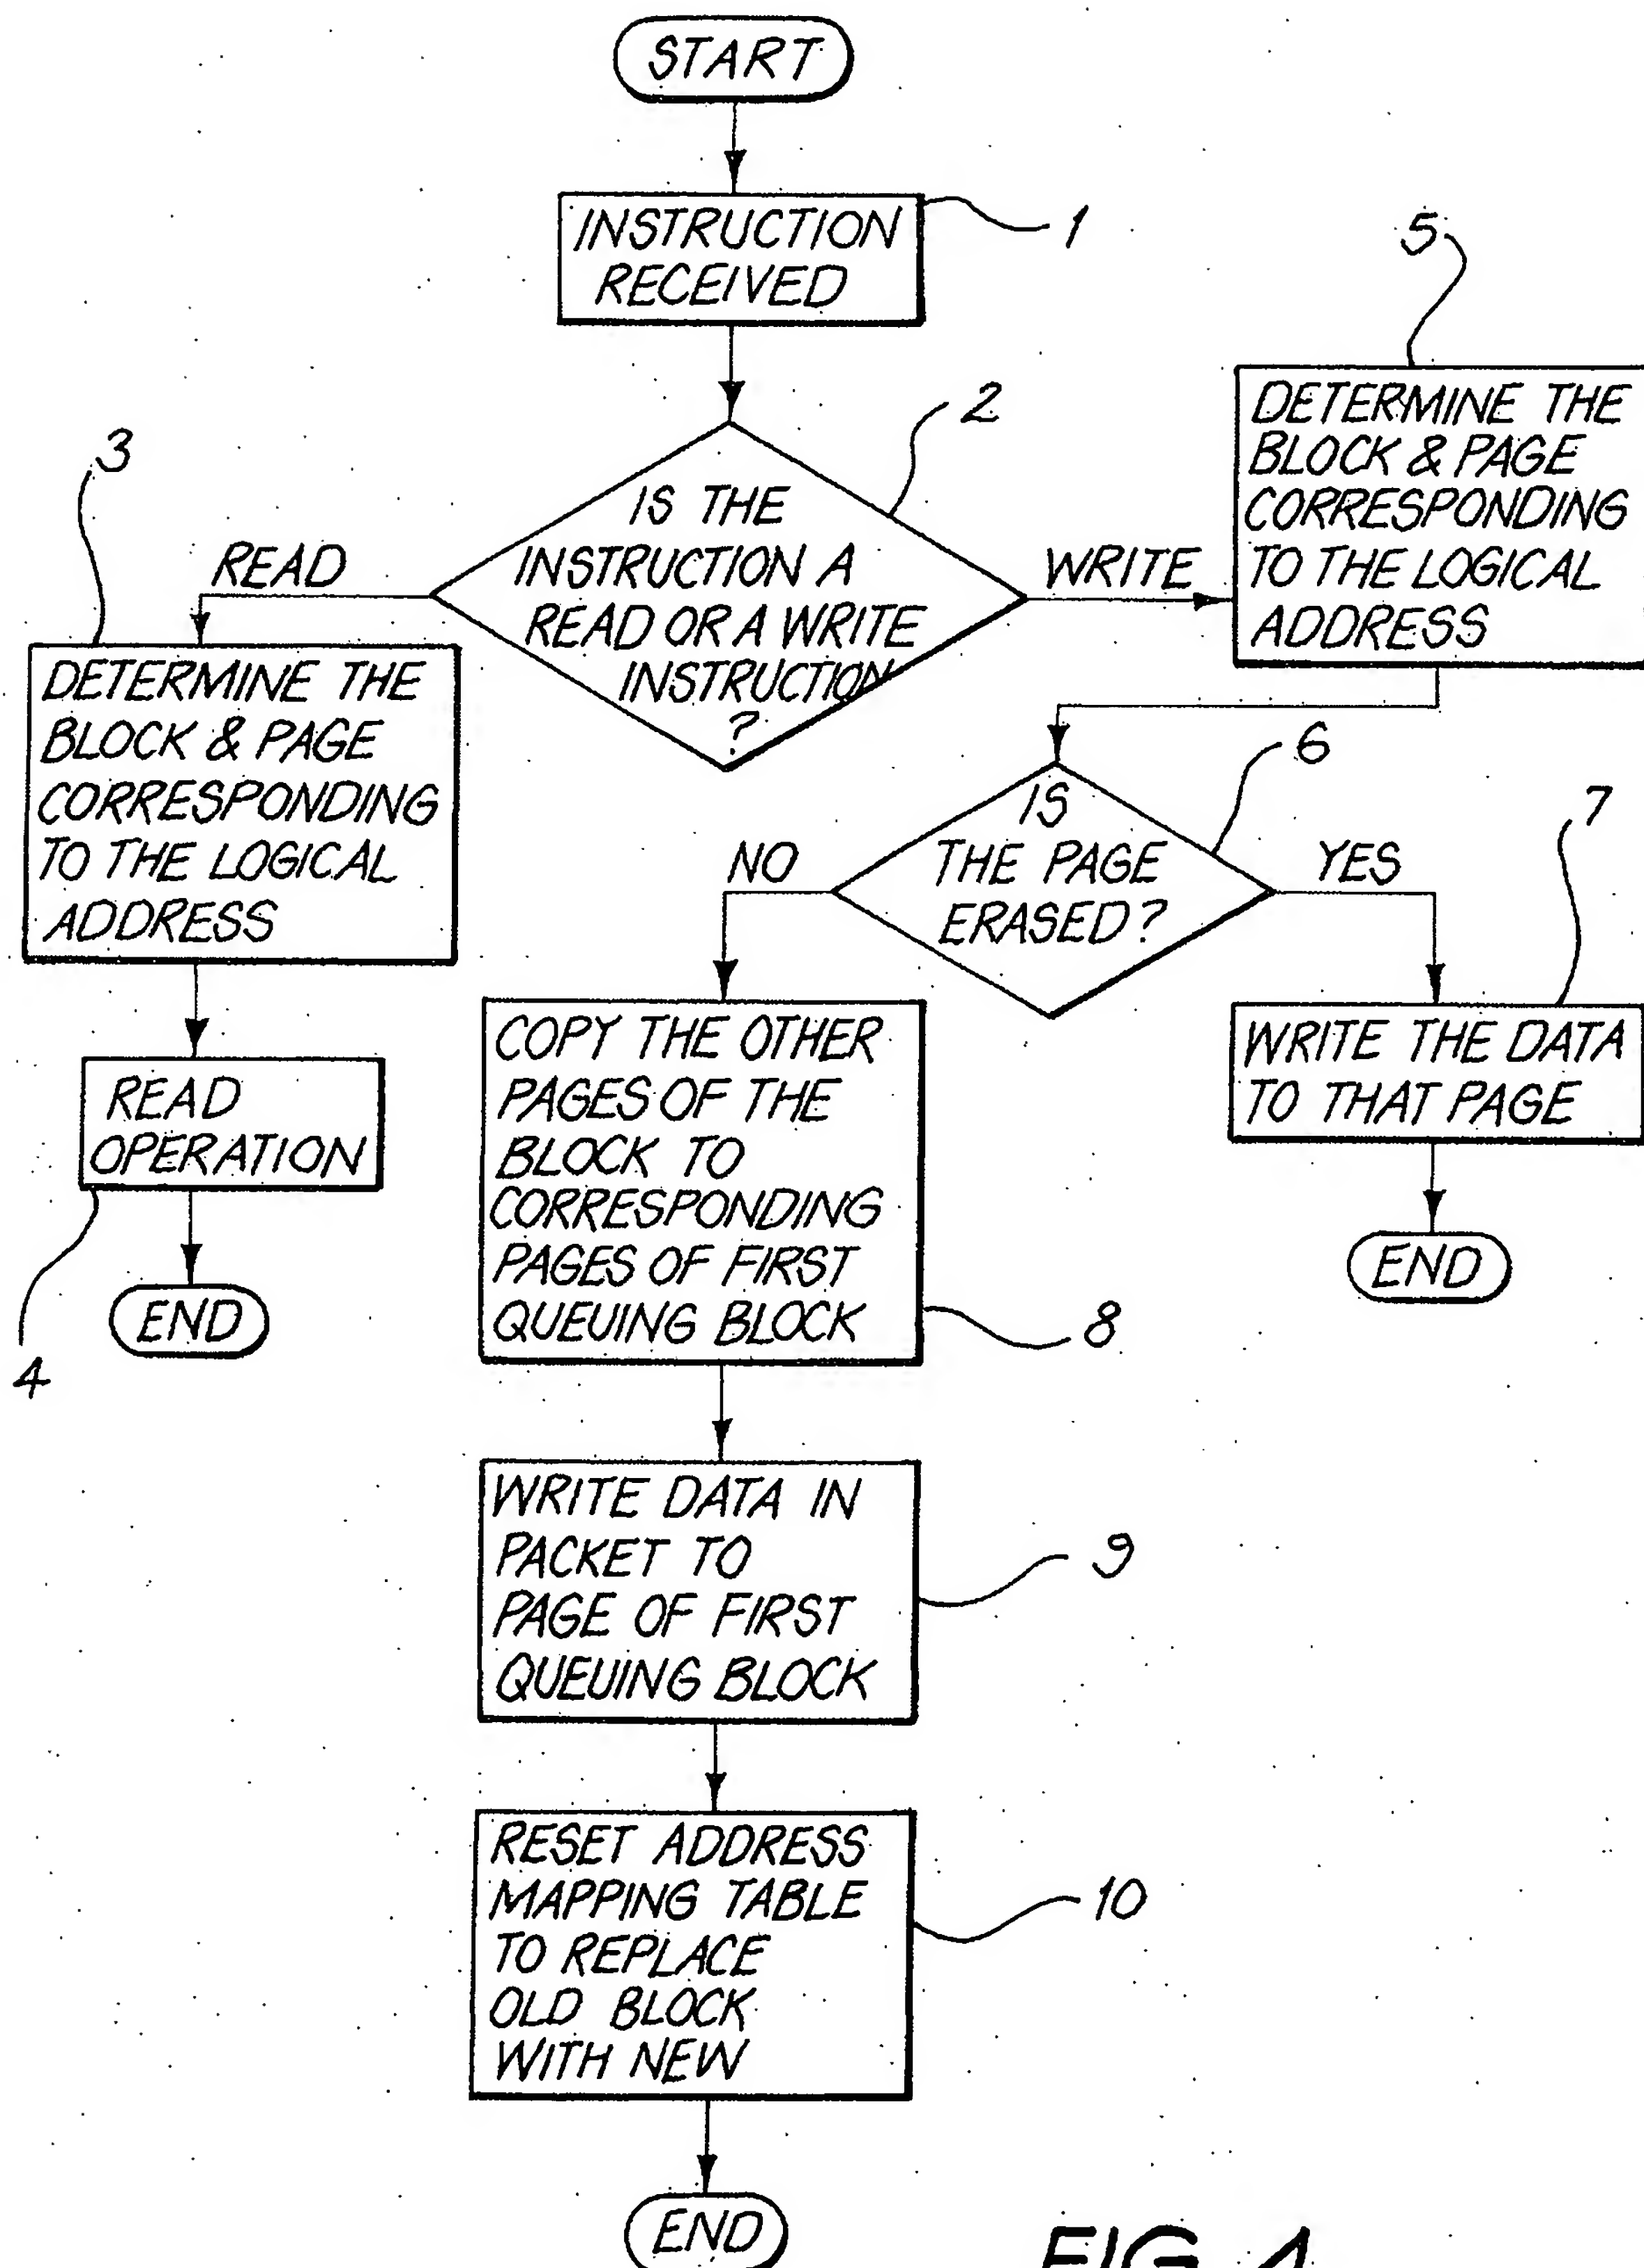 START
INSTRUCTION
RECEIVED
1
IS THE
INSTRUCTION A
READ OR A WRITE
INSTRUCTION
?
2
READ
WRITE
3
DETERMINE THE
BLOCK & PAGE
CORRESPONDING
TO THE LOGICAL
ADDRESS
READ
OPERATION
4
END
5
DETERMINE THE
BLOCK & PAGE
CORRESPONDING
TO THE LOGICAL
ADDRESS
6
IS
THE PAGE
ERASED?
NO
YES
7
WRITE THE DATA
TO THAT PAGE
END
COPY THE OTHER
PAGES OF THE
BLOCK TO
CORRESPONDING
PAGES OF FIRST
QUEUING BLOCK
8
WRITE DATA IN
PACKET TO
PAGE OF FIRST
QUEUING BLOCK
9
RESET ADDRESS
MAPPING TABLE
TO REPLACE
OLD BLOCK
WITH NEW
10
END
FIG. 4